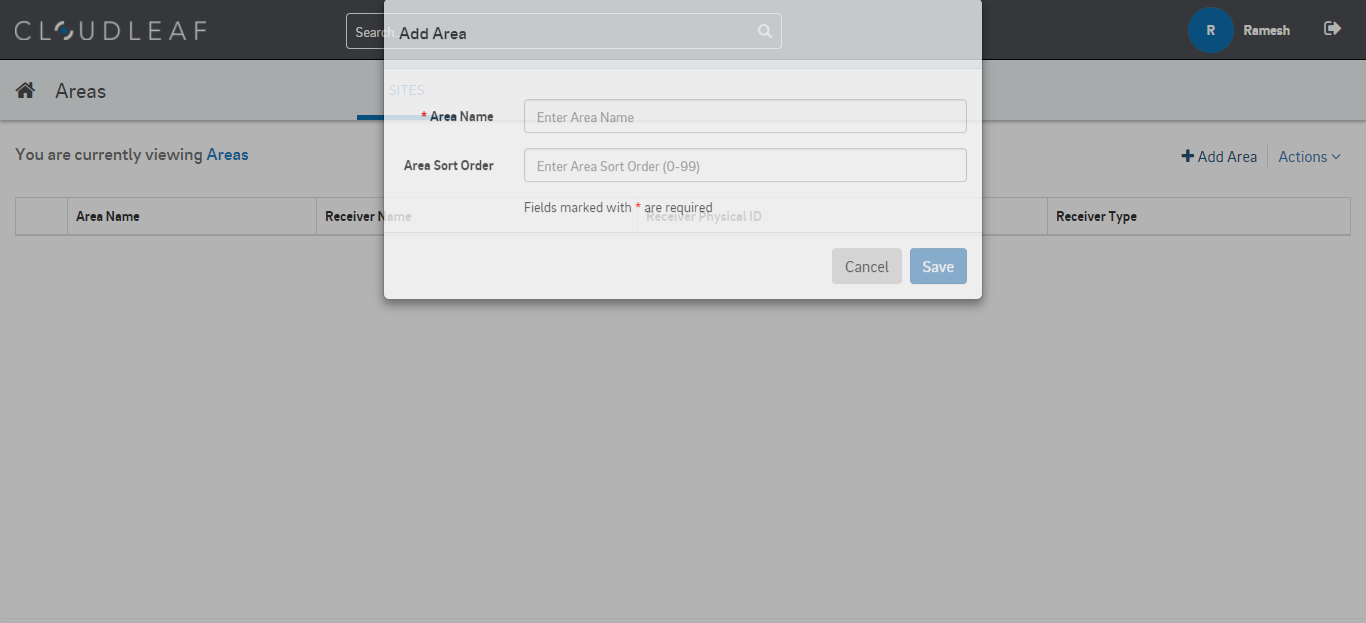 CLOUDLEAF
Search...
Add Area
R
Ramesh
Areas
SITES
* Area Name
Enter Area Name
You are currently viewing Areas
Area Sort Order
Enter Area Sort Order (0-99)
Add Area
Actions
Fields marked with * are required
Area Name
Receiver Name
Receiver Physical ID
Receiver Type
Cancel
Save